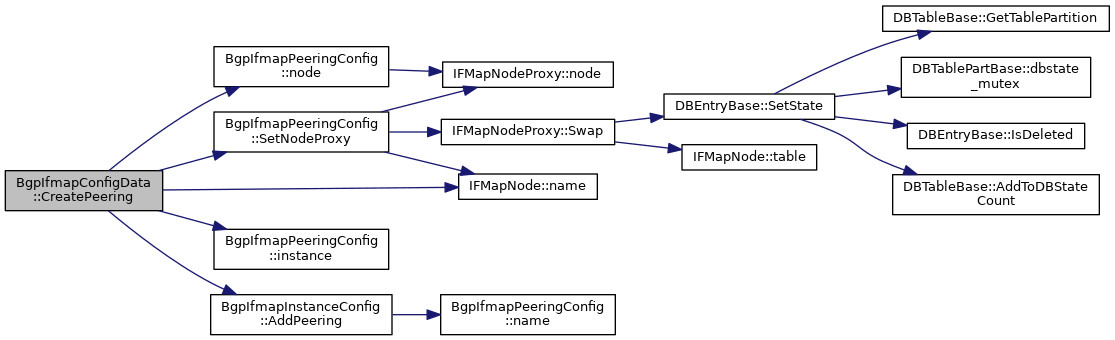 BgpIfmapConfigData
::CreatePeering
BgpIfmapPeeringConfig
::node
BgpIfmapPeeringConfig
::SetNodeProxy
BgpIfmapPeeringConfig
::instance
BgpIfmapInstanceConfig
::AddPeering
IFMapNodeProxy::node
IFMapNodeProxy::Swap
IFMapNode::name
BgpIfmapPeeringConfig
::name
DBEntryBase::SetState
IFMapNode::table
DBTableBase::GetTablePartition
DBTablePartBase::dbstate
_mutex
DBEntryBase::IsDeleted
DBTableBase::AddToDBState
Count